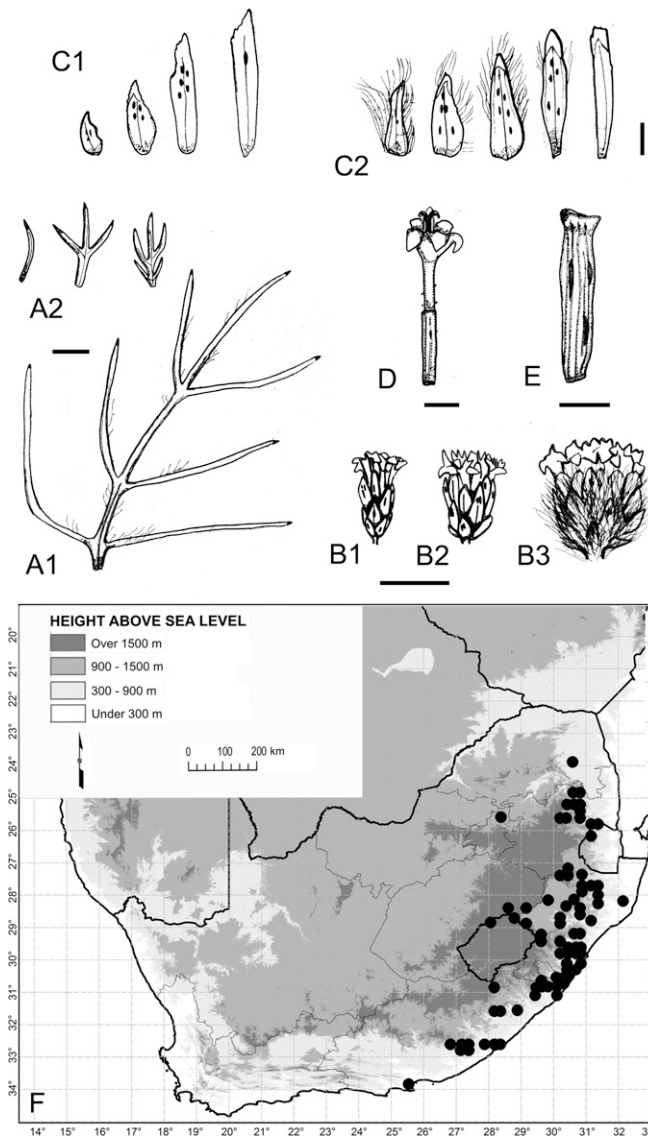 C1
C2
A2
D
E
A1
B1
B2
B3
HEIGHT ABOVE SEA LEVEL
Over 1500 m
900 - 1500 m
300 - 900 m
Under 300 m
N
0 100 200 km
20°
21°
22°
23°
24°
25°
26°
27°
28°
29°
30°
31°
32°
33°
34°
F
14° 15° 16° 17° 18° 19° 20° 21° 22° 23° 24° 25° 26° 27° 28° 29° 30° 31° 32°